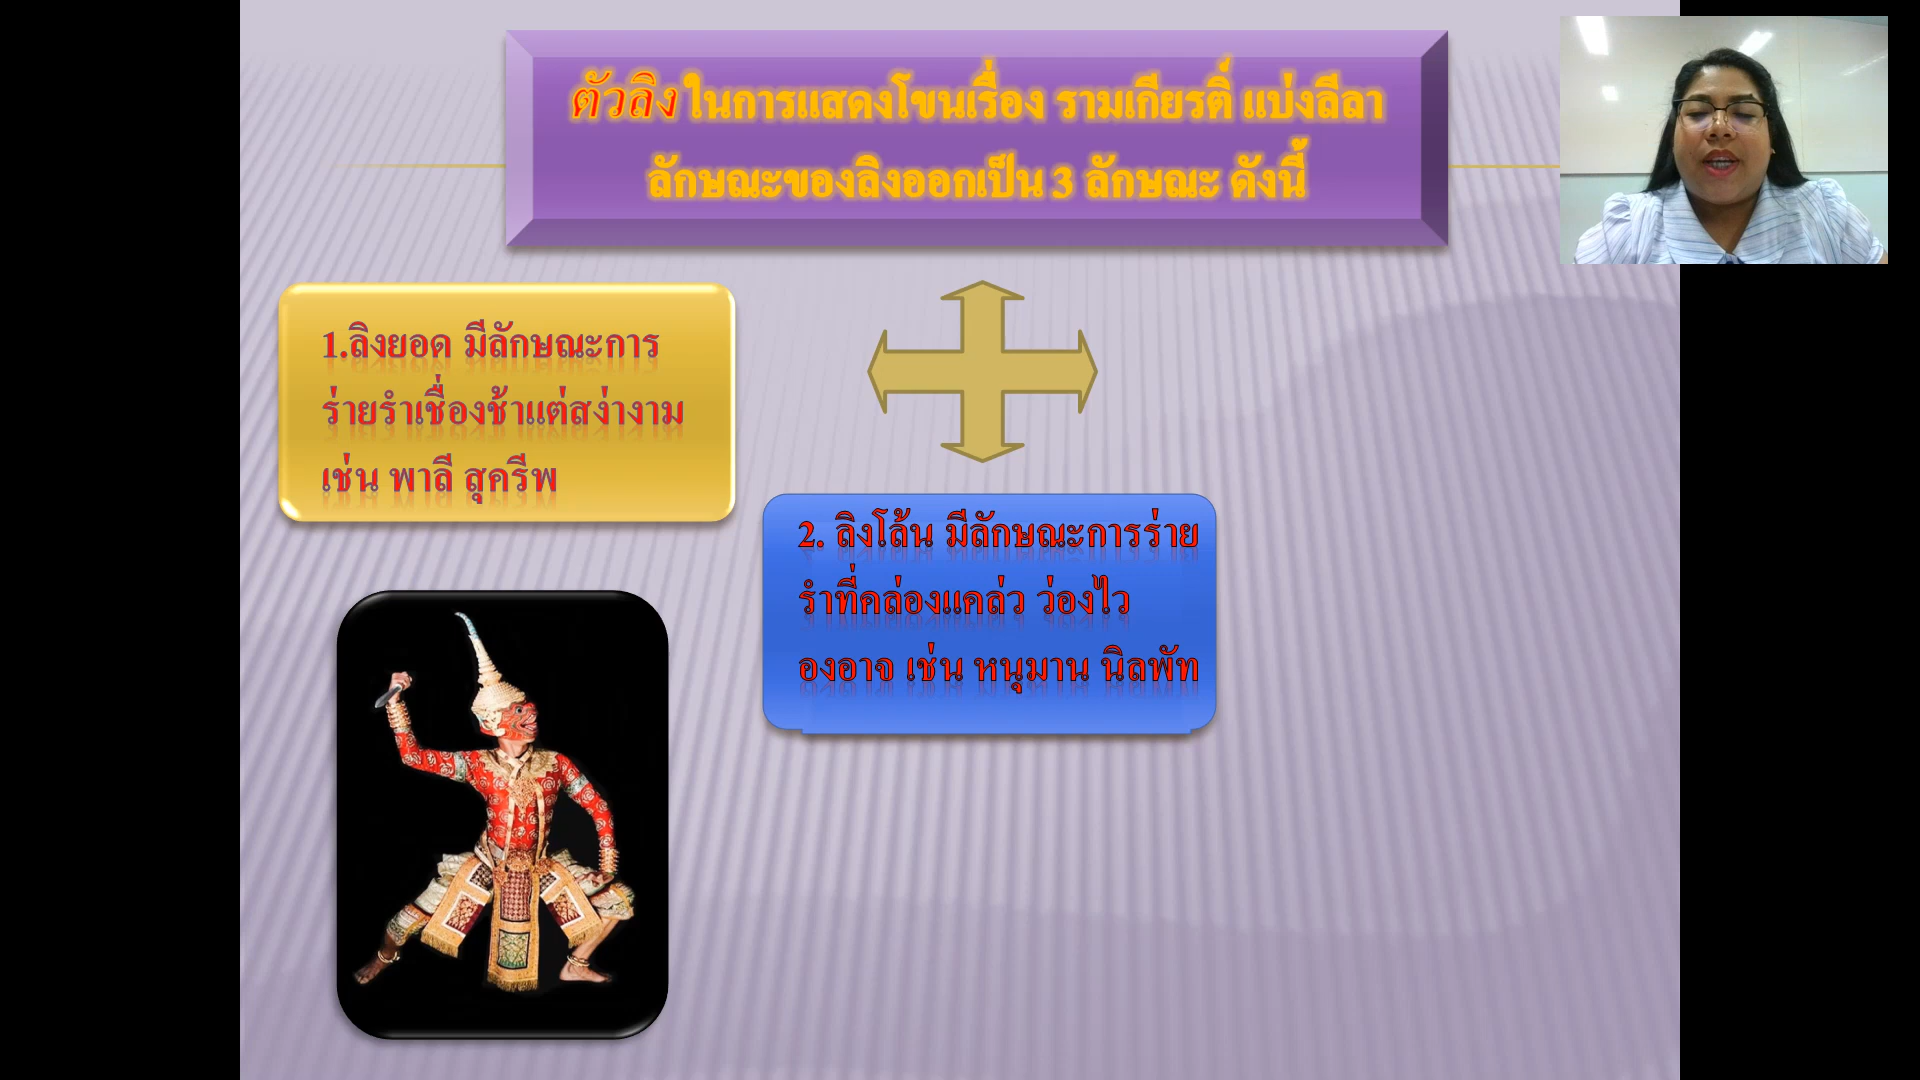 ตัวลิง ในการแสดงโขนเรื่อง รามเกียรติ์ แบ่งลีลา
ลักษณะของลิงออกเป็น 3 ลักษณะ ดังนี้
1.ลิงยอด มีลักษณะการ
ร่ายรำเชื่องช้าแต่สง่างาม
เช่น พาลี สุครีพ
2. ลิงโล้น มีลักษณะการร่าย
รำที่คล่องแคล่ว ว่องไว
องอาจ เช่น หนุมาน นิลพัท